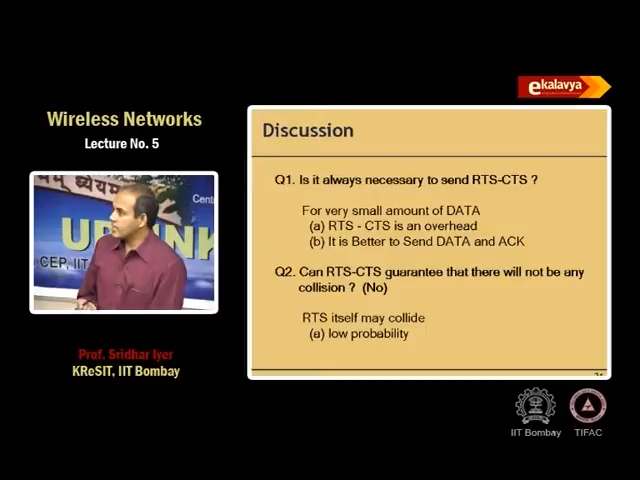 ekalavya
Wireless Networks
Lecture No. 5
Discussion
Q1. Is it always necessary to send RTS-CTS ?
For very small amount of DATA
(a) RTS - CTS is an overhead
(b) It is Better to Send DATA and ACK
Q2. Can RTS-CTS guarantee that there will not be any
collision ? (No)
RTS itself may collide
(a) low probability
Cent
UPLINK
CEP, IIT
Prof. Sridhar Iyer
KReSIT, IIT Bombay
IIT Bombay
TIFAC